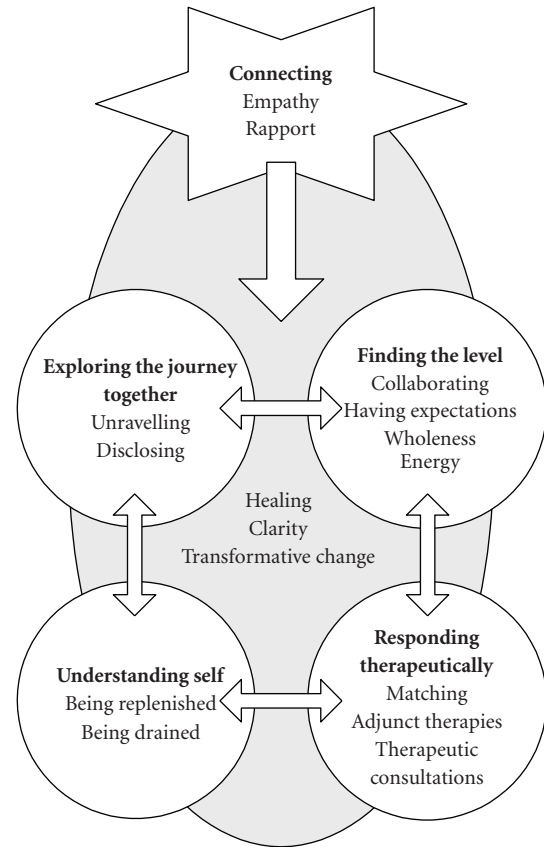 Connecting
Empathy
Rapport
Exploring the journey
together
Unravelling
Disclosing
Finding the level
Collaborating
Having expectations
Wholeness
Energy
Healing
Clarity
Transformative change
Understanding self
Being replenished
Being drained
Responding
therapeutically
Matching
Adjunct therapies
Therapeutic
consultations